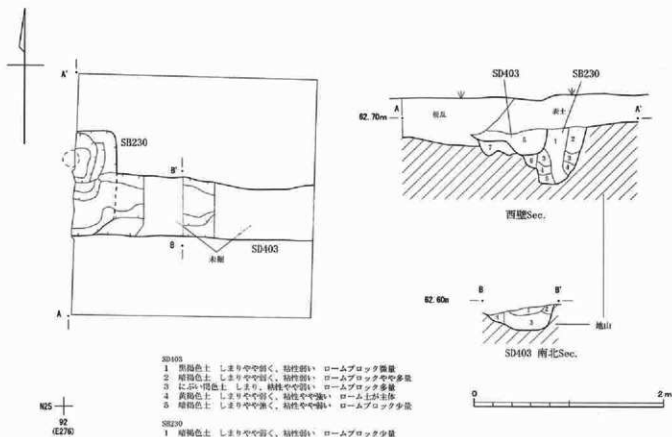 A'
SB230
B'
B
未掘
SD403
A
N2S
92
(E276)
SD403
SB230
A
A'
62.70m
攪乱
表土
5
1
2
7
西壁Sec.
B
B'
62.60m
3
地山
SD403 南北Sec.
0
2m
SD403
1 黒褐色土 しまりやや弱く、粘性弱い ロームブロック微量
2 暗褐色土 しまりやや弱く、粘性弱い ロームブロックやや多量
3 にぶい褐色土 しまり、粘性やや弱い ロームブロック多量
4 黄褐色土 しまりやや弱く、粘性やや強い ローム土が主体
5 暗褐色土 しまりやや強く、粘性やや弱い ロームブロック少量
SB230
1 暗褐色土 しまりやや弱く、粘性弱い ロームブロック少量